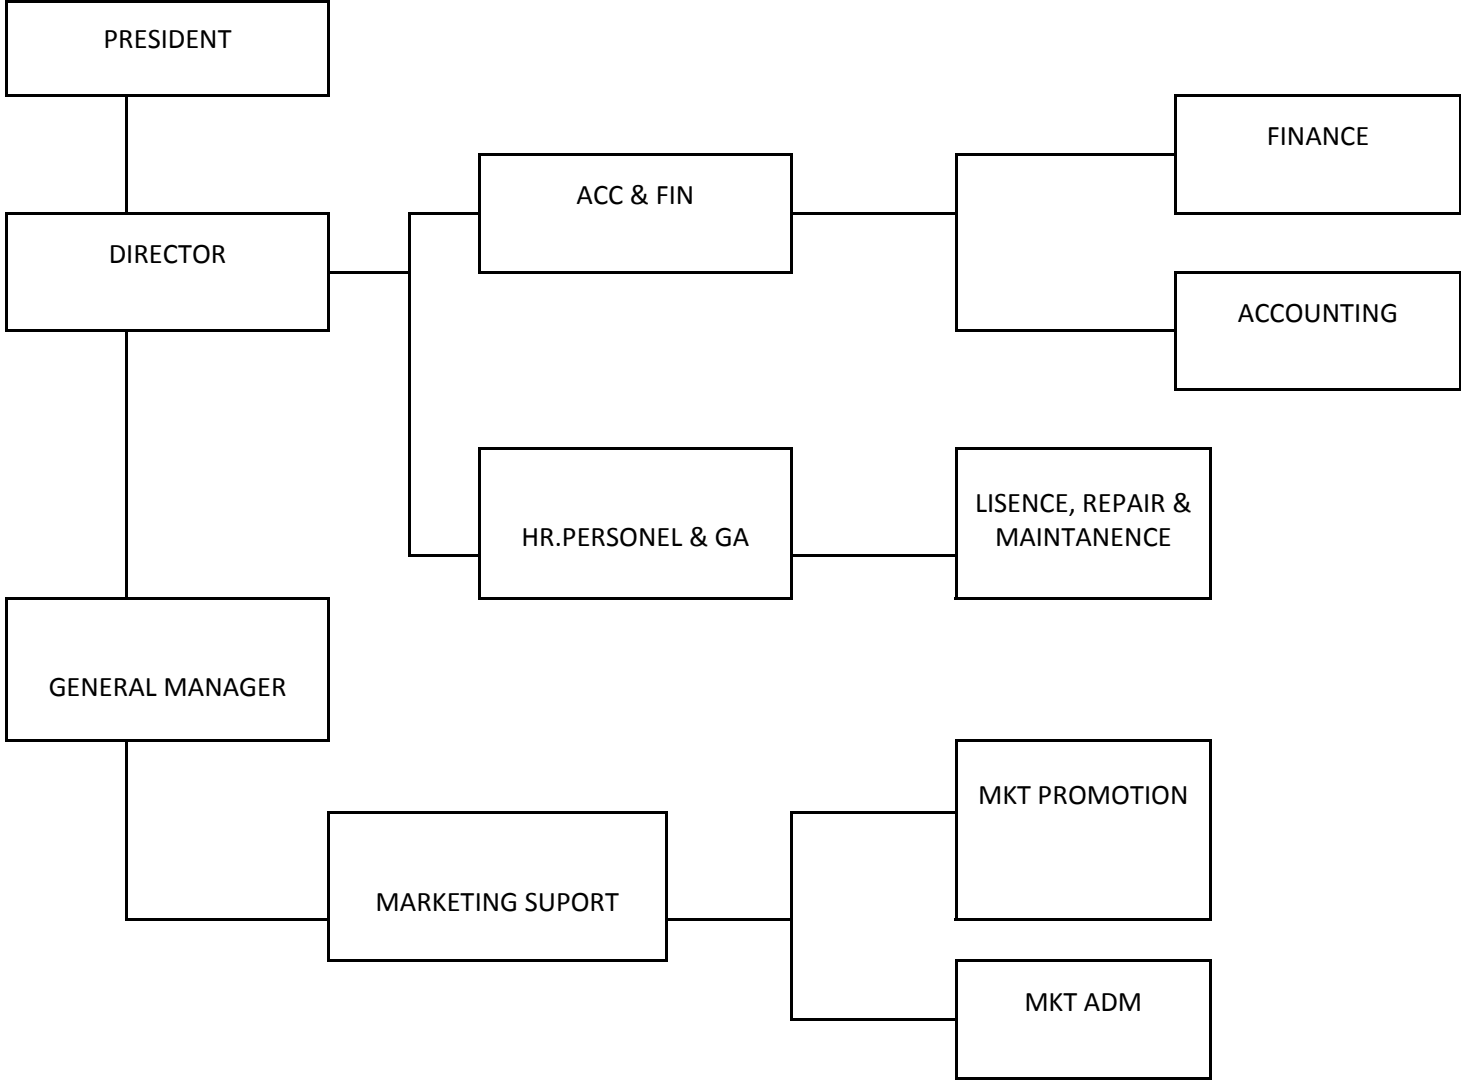 PRESIDENT
FINANCE
ACC & FIN
DIRECTOR
ACCOUNTING
HR.PERSONEL & GA
LISENCE, REPAIR &
MAINTANENCE
GENERAL MANAGER
MKT PROMOTION
MARKETING SUPORT
MKT ADM